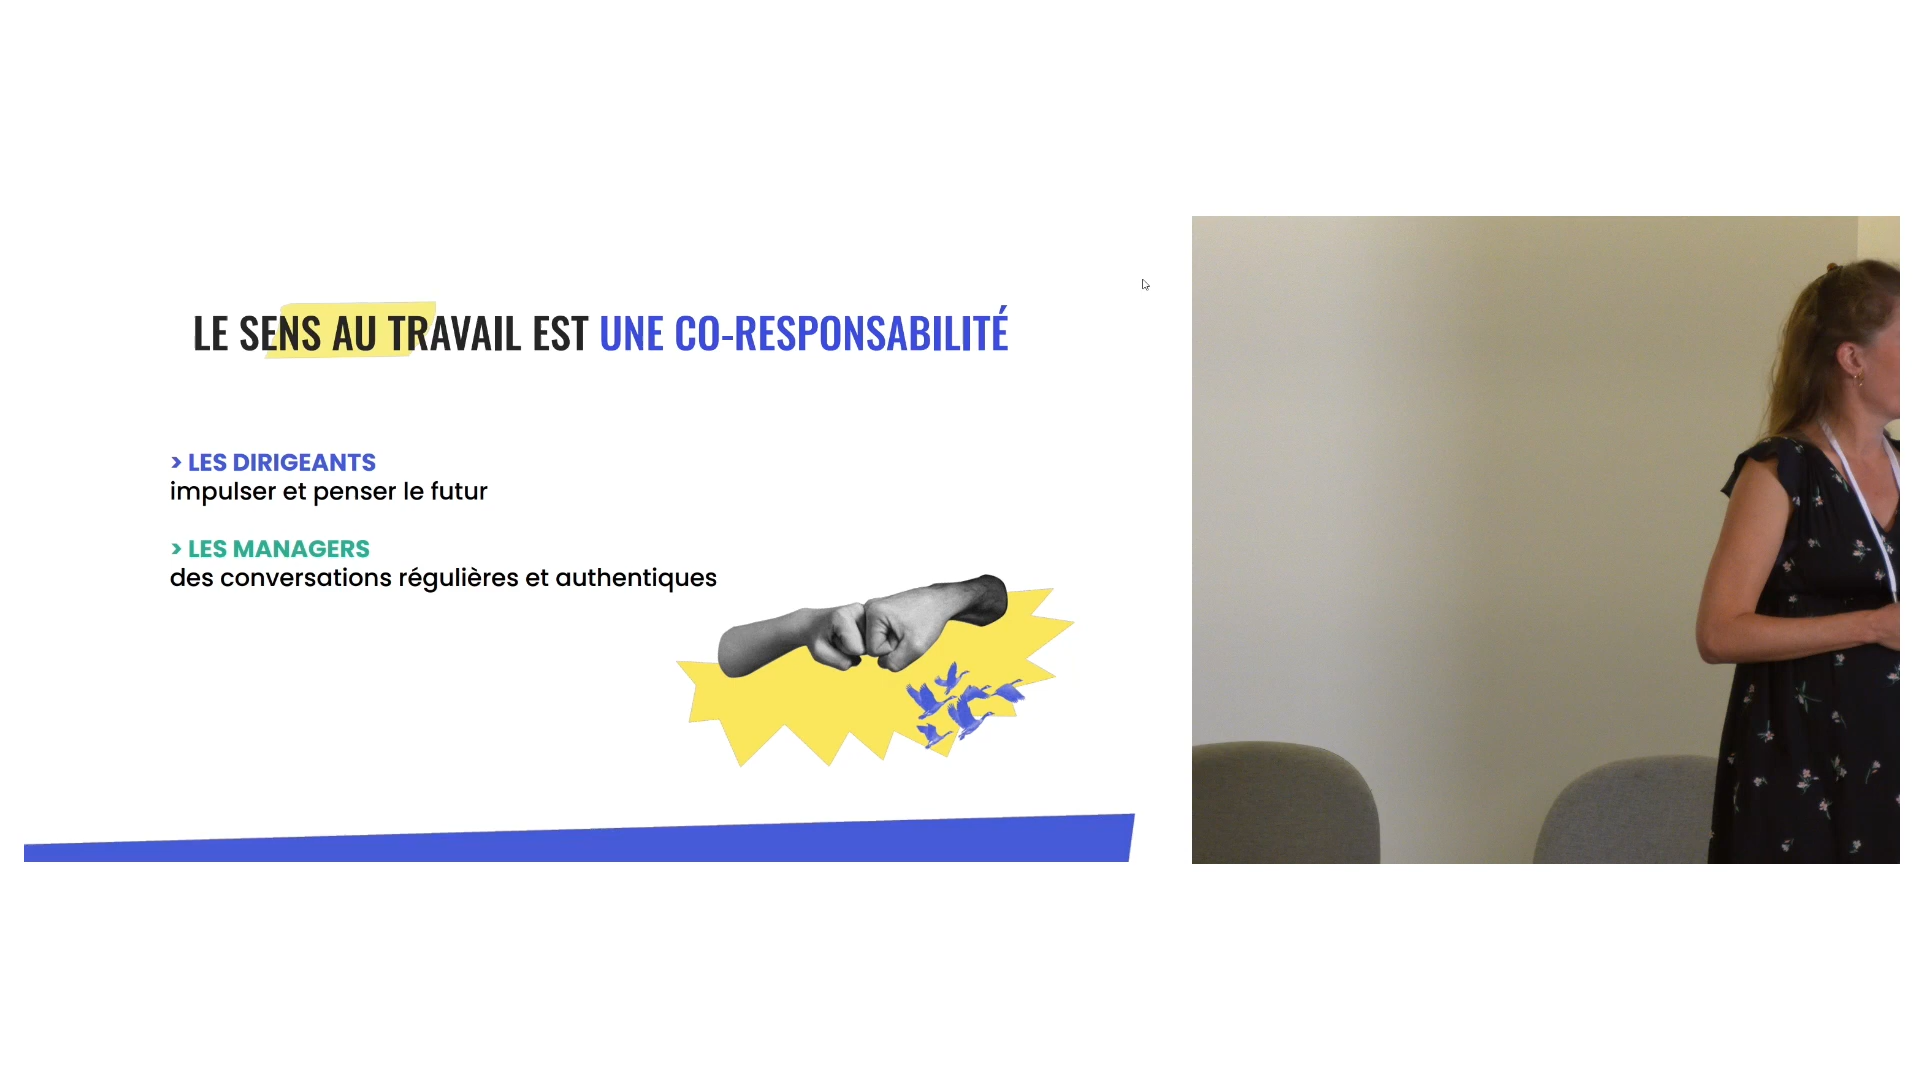 LE SENS AU TRAVAIL EST UNE CO-RESPONSABILITÉ
> LES DIRIGEANTS
impulser et penser le futur
> LES MANAGERS
des conversations régulières et authentiques